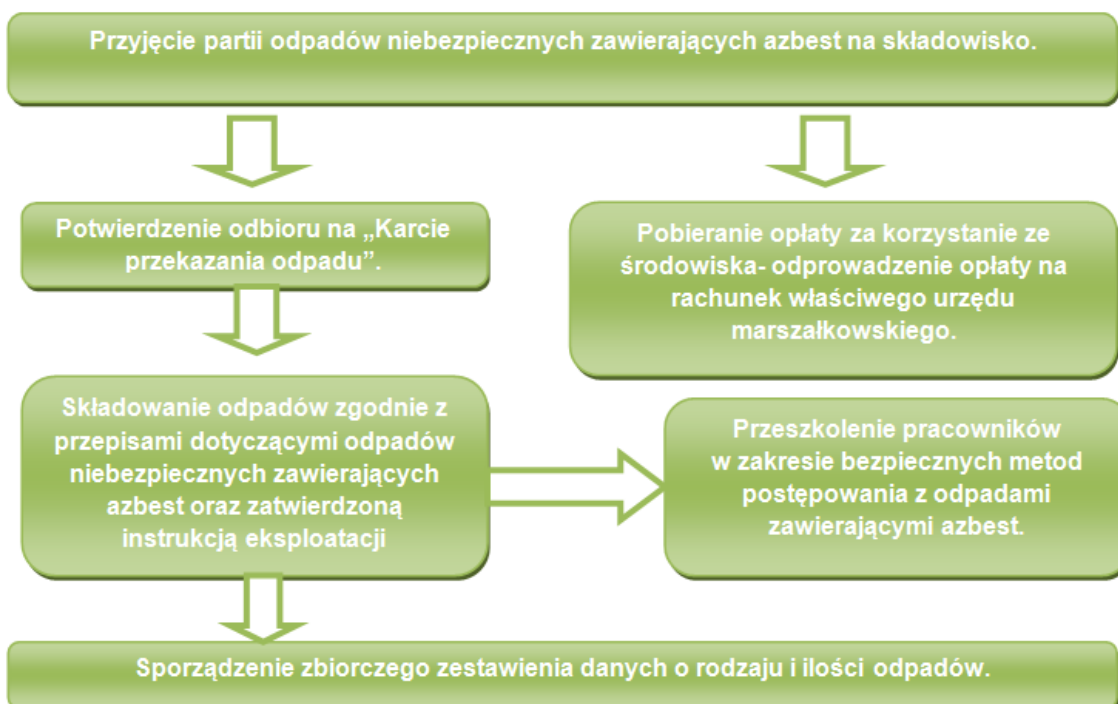 Przyjęcie partii odpadów niebezpiecznych zawierających azbest na składowisko.
Potwierdzenie odbioru na „Karcie
przekazania odpadu”.
Pobieranie opłaty za korzystanie ze
środowiska- odprowadzenie opłaty na
rachunek właściwego urzędu
marszałkowskiego.
Składowanie odpadów zgodnie z
przepisami dotyczącymi odpadów
niebezpiecznych zawierających
azbest oraz zatwierdzoną
instrukcją eksploatacji
Przeszkolenie pracowników
w zakresie bezpiecznych metod
postępowania z odpadami
zawierającymi azbest.
Sporządzenie zbiorczego zestawienia danych o rodzaju i ilości odpadów.